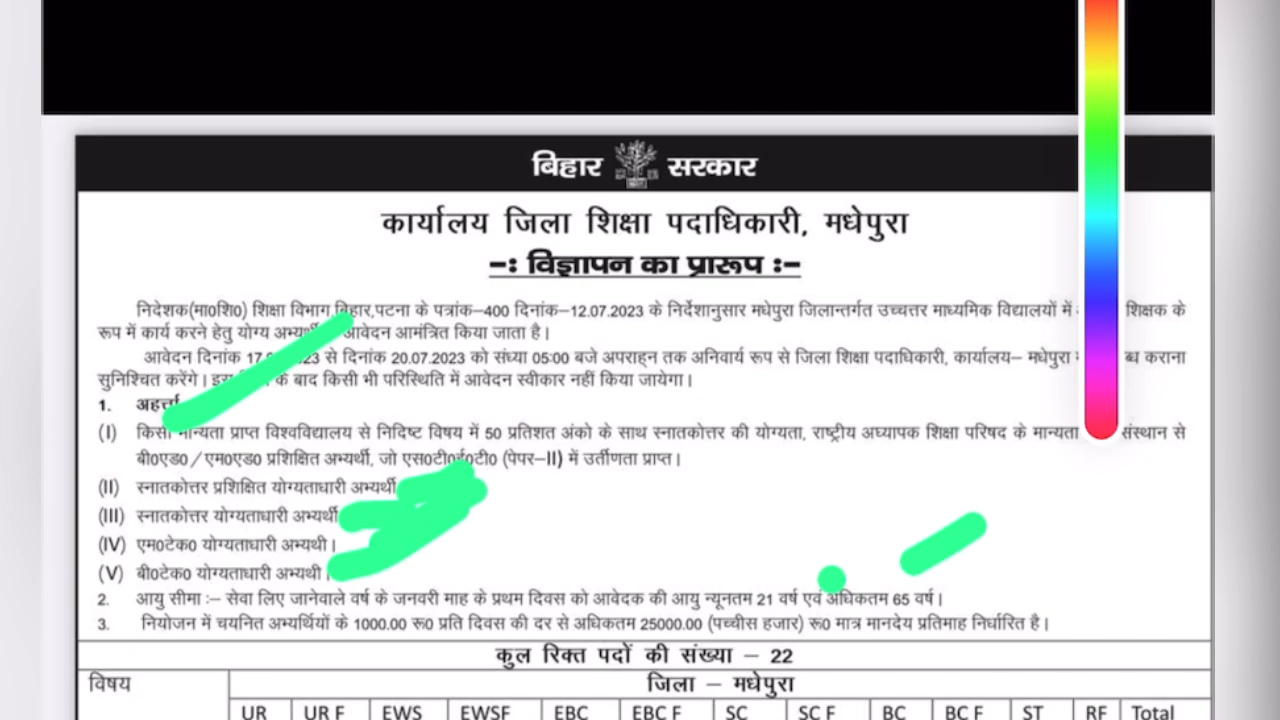 बिहार सरकार
कार्यालय जिला शिक्षा पदाधिकारी, मधेपुरा
-: विज्ञापन का प्रारूप :-
निदेशक(मा0शि0) शिक्षा विभाग,बिहार,पटना के पत्रांक–400 दिनांक–12.07.2023 के निर्देशानुसार मधेपुरा जिलान्तर्गत उच्चत्तर माध्यमिक विद्यालयों में शिक्षक के
रूप में कार्य करने हेतु योग्य आवेदन आमंत्रित किया जाता है।
आवेदन दिनांक से दिनांक 20.07.2023 को संध्या 05:00 बजे अपराह्न तक अनिवार्य रूप से जिला शिक्षा पदाधिकारी, कार्यालय– मधेपुरा कराना
सुनिश्चित करेंगे। के बाद किसी भी परिस्थिति में आवेदन स्वीकार नहीं किया जायेगा।
1. अहर्त्ता
(I) किसी मान्यता प्राप्त विश्वविद्यालय से निदिष्ट विषय में 50 प्रतिशत अंको के साथ स्नातकोत्तर की योग्यता, राष्ट्रीय अध्यापक शिक्षा परिषद के मान्यता संस्थान से
बी0एड0/एम0एड0 प्रशिक्षित अभ्यर्थी, जो एस0टी0ई0टी0 (पेपर–II) में उर्तीणता प्राप्त।
(II) स्नातकोत्तर प्रशिक्षित योग्यताधारी अभ्यर्थी
(III) स्नातकोत्तर योग्यताधारी अभ्यर्थी
(IV) एम0टेक0 योग्यताधारी अभ्यथी।
(V) बी0टेक0 योग्यताधारी अभ्यथी।
2. आयु सीमा :– सेवा लिए जानेवाले वर्ष के जनवरी माह के प्रथम दिवस को आवेदक की आयु न्यूनतम 21 वर्ष एवं अधिकतम 65 वर्ष।
3. नियोजन में चयनित अभ्यर्थियों के 1000.00 रू0 प्रति दिवस की दर से अधिकतम 25000.00 (पच्चीस हजार) रू0 मात्र मानदेय प्रतिमाह निर्धारित है।
कुल रिक्त पदों की संख्या – 22
विषय जिला – मधेपुरा
UR UR F EWS EWSF EBC EBC F SC SC F BC BC F ST RF Total